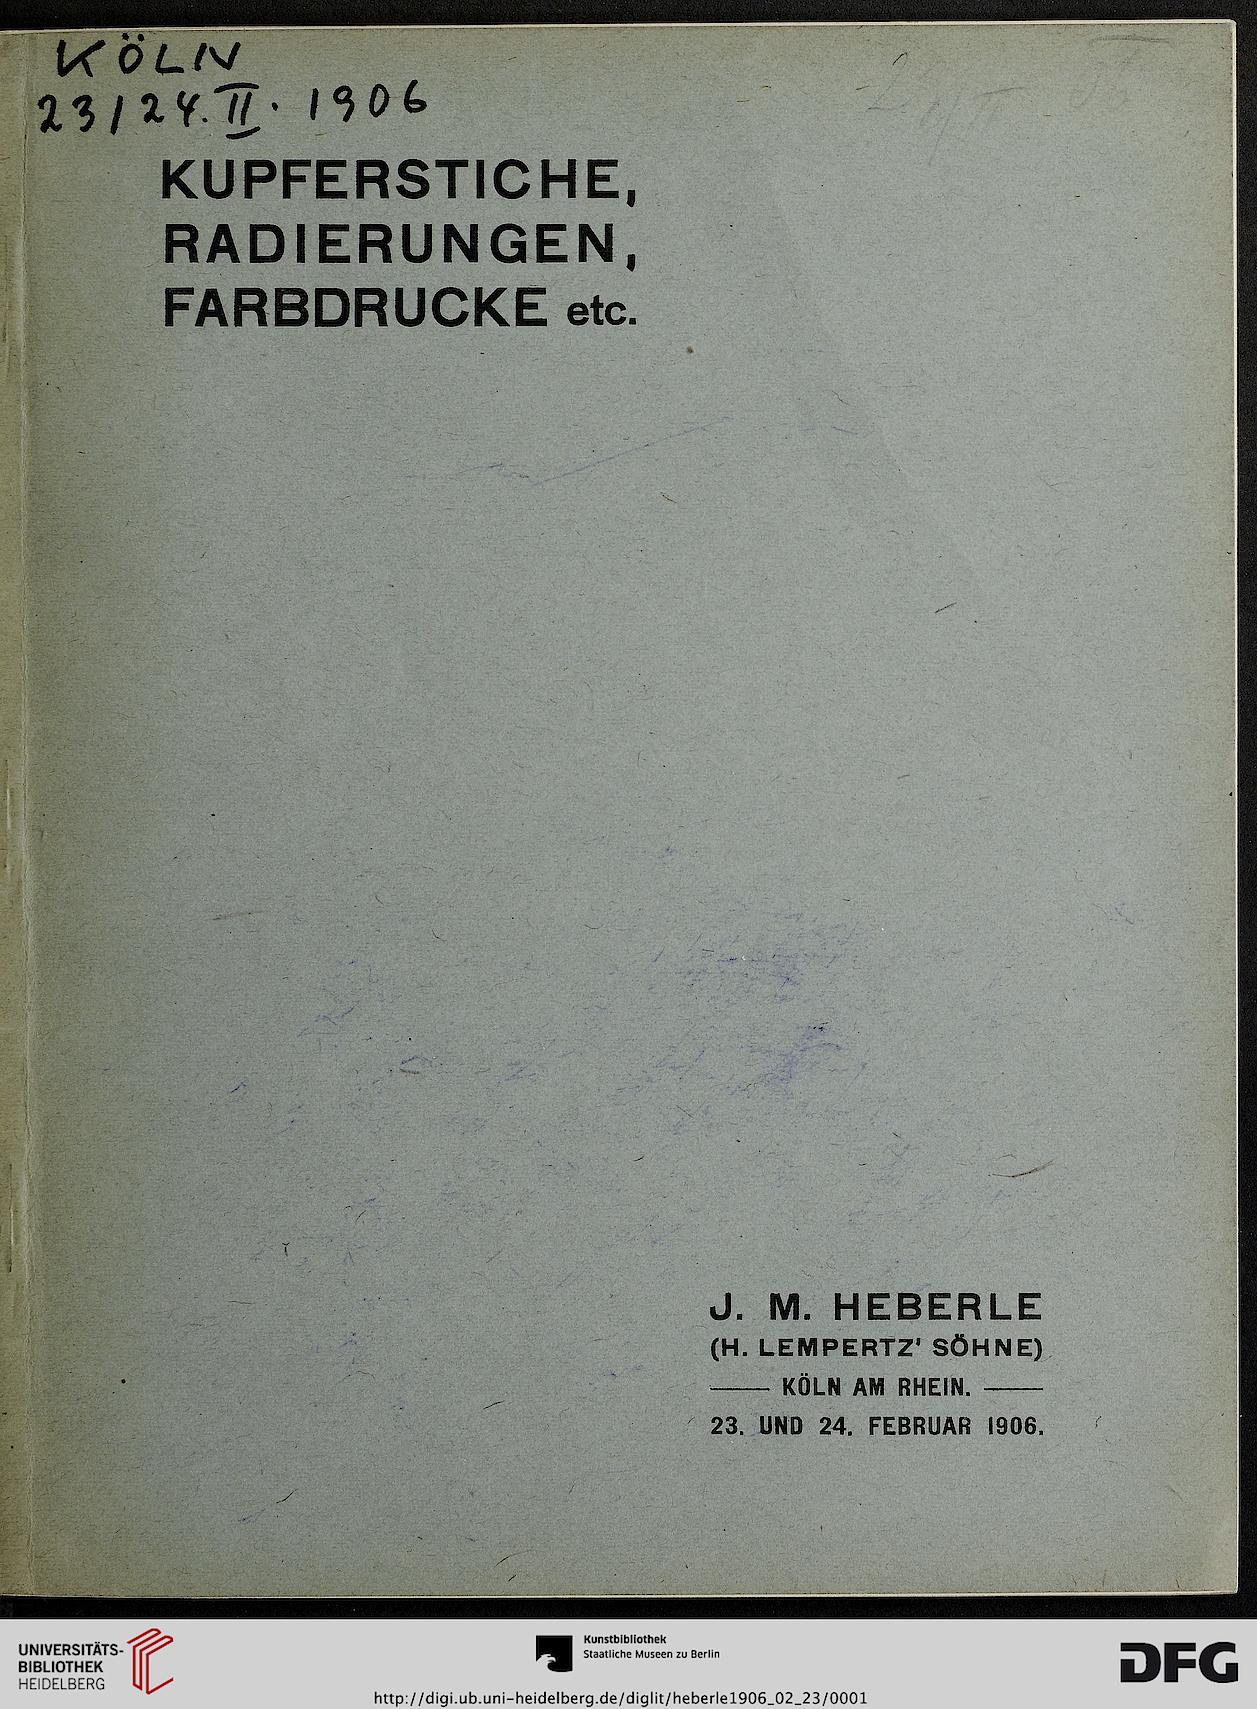 KÖLN
23/24. II. 1906
KUPFERSTICHE,
RADIERUNGEN,
FARBDRUCKE etc.
J. M. HEBERLE
(H. LEMPERTZ' SÖHNE)
KÖLN AM RHEIN.
23. UND 24. FEBRUAR 1906.
UNIVERSITÄTS-
BIBLIOTHEK
HEIDELBERG
Kunstbibliothek
Staatliche Museen zu Berlin
DFG
http://digi.ub.uni-heidelberg.de/diglit/heberle1906_02_23/0001